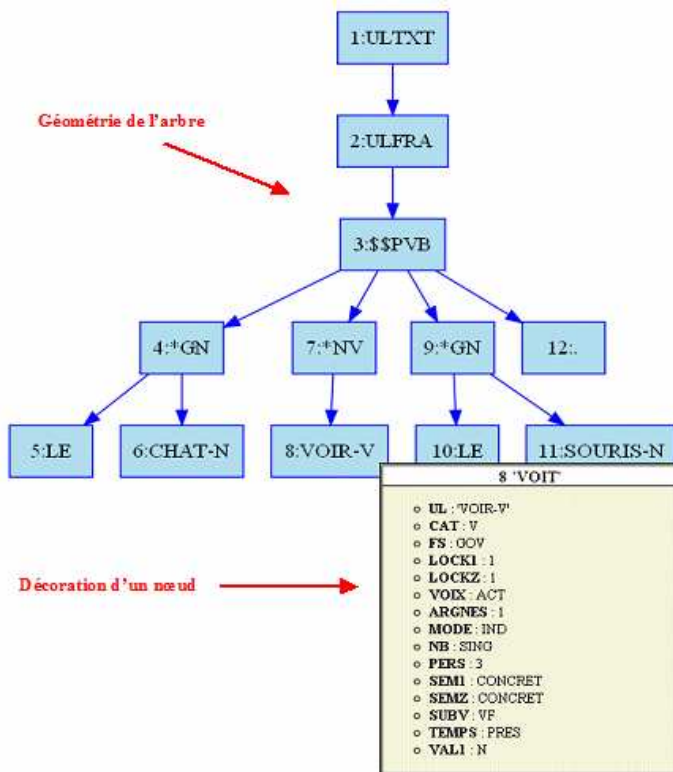 1:ULTXT
Géométrie de l'arbre
2:ULFRA
3:$$PVB
4:*GN
7:*NV
9:*GN
12:.
5:LE
6:CHAT-N
8:VOIR-V
10:LE
11:SOURIS-N
8 'VOIT'
UL : 'VOIR-V'
CAT : V
FS : GOV
LOCK1 : 1
LOCKZ : 1
VOIX : ACT
ARGNES : 1
MODE : IND
NB : SING
PERS : 3
SEM1 : CONCRET
SEMZ : CONCRET
SUBV : VF
TEMPS : PRES
VAL1 : N
Décoration d'un nœud